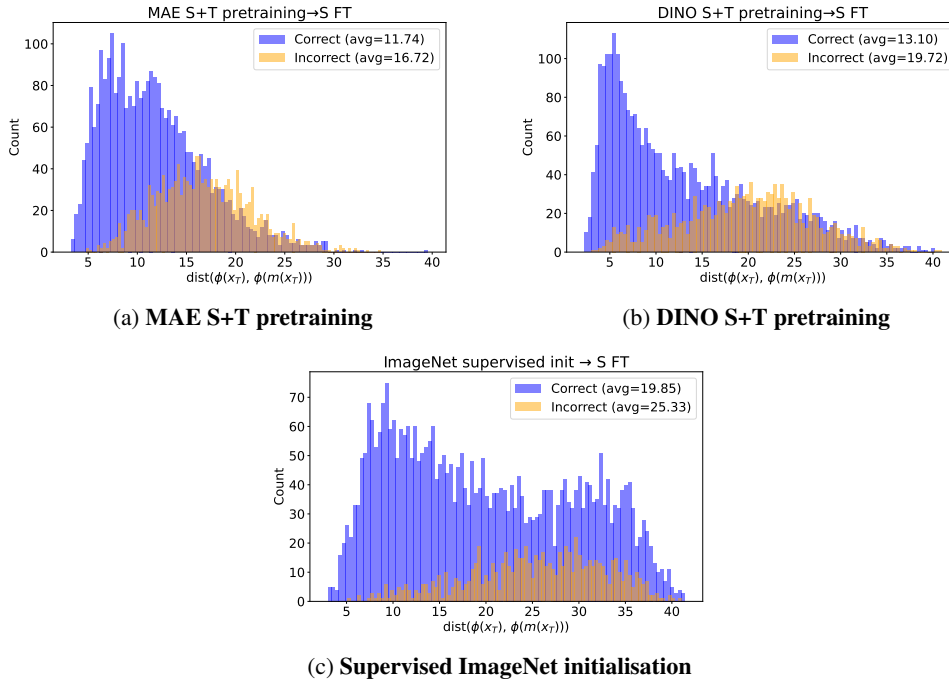 MAE S+T pretraining→S FT
Correct (avg=11.74)
Incorrect (avg=16.72)
Count
100
80
60
40
20
0
5 10 15 20 25 30 35 40
dist(ϕ(x_T), ϕ(m(x_T)))
(a) MAE S+T pretraining
DINO S+T pretraining→S FT
Correct (avg=13.10)
Incorrect (avg=19.72)
Count
100
80
60
40
20
0
5 10 15 20 25 30 35 40
dist(ϕ(x_T), ϕ(m(x_T)))
(b) DINO S+T pretraining
ImageNet supervised init → S FT
Correct (avg=19.85)
Incorrect (avg=25.33)
Count
70
60
50
40
30
20
10
0
5 10 15 20 25 30 35 40
dist(ϕ(x_T), ϕ(m(x_T)))
(c) Supervised ImageNet initialisation